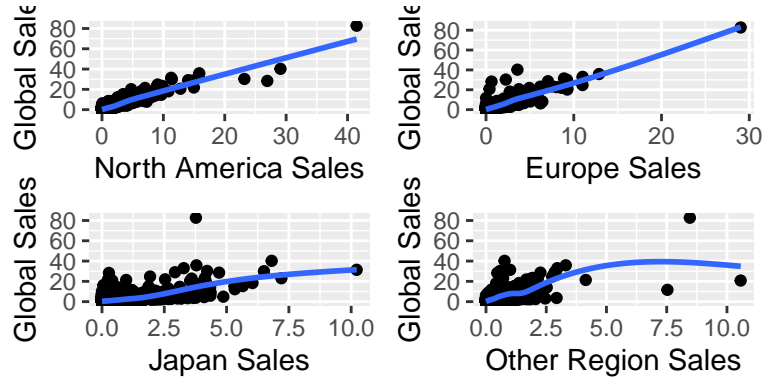 Global Sale
80
60
40
20
0
0 10 20 30 40
North America Sales
Global Sale
80
60
40
20
0
0 10 20 30
Europe Sales
Global Sales
80
60
40
20
0
0.0 2.5 5.0 7.5 10.0
Japan Sales
Global Sales
80
60
40
20
0
0.0 2.5 5.0 7.5 10.0
Other Region Sales